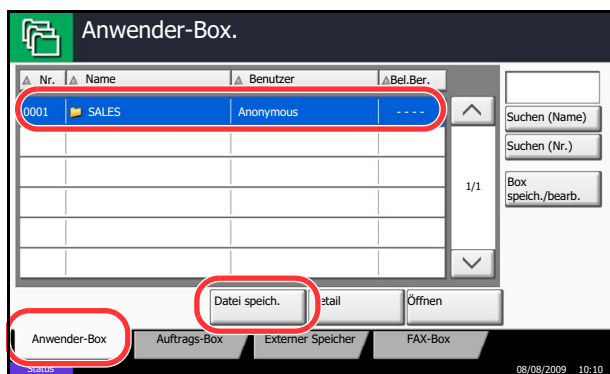 Anwender-Box.
Nr. Name Benutzer Bel.Ber.
0001 SALES Anonymous - - - -
Suchen (Name)
Suchen (Nr.)
1/1
Box
speich./bearb.
Datei speich. etail Öffnen
Anwender-Box Auftrags-Box Externer Speicher FAX-Box
Status 08/08/2009 10:10